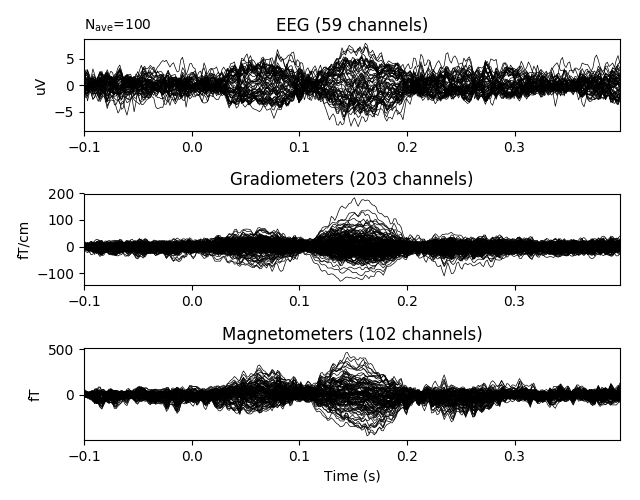 N_ave=100
EEG (59 channels)
5
0
−5
uV
−0.1 0.0 0.1 0.2 0.3
Gradiometers (203 channels)
200
100
0
−100
fT/cm
−0.1 0.0 0.1 0.2 0.3
Magnetometers (102 channels)
500
0
fT
−0.1 0.0 0.1 0.2 0.3
Time (s)